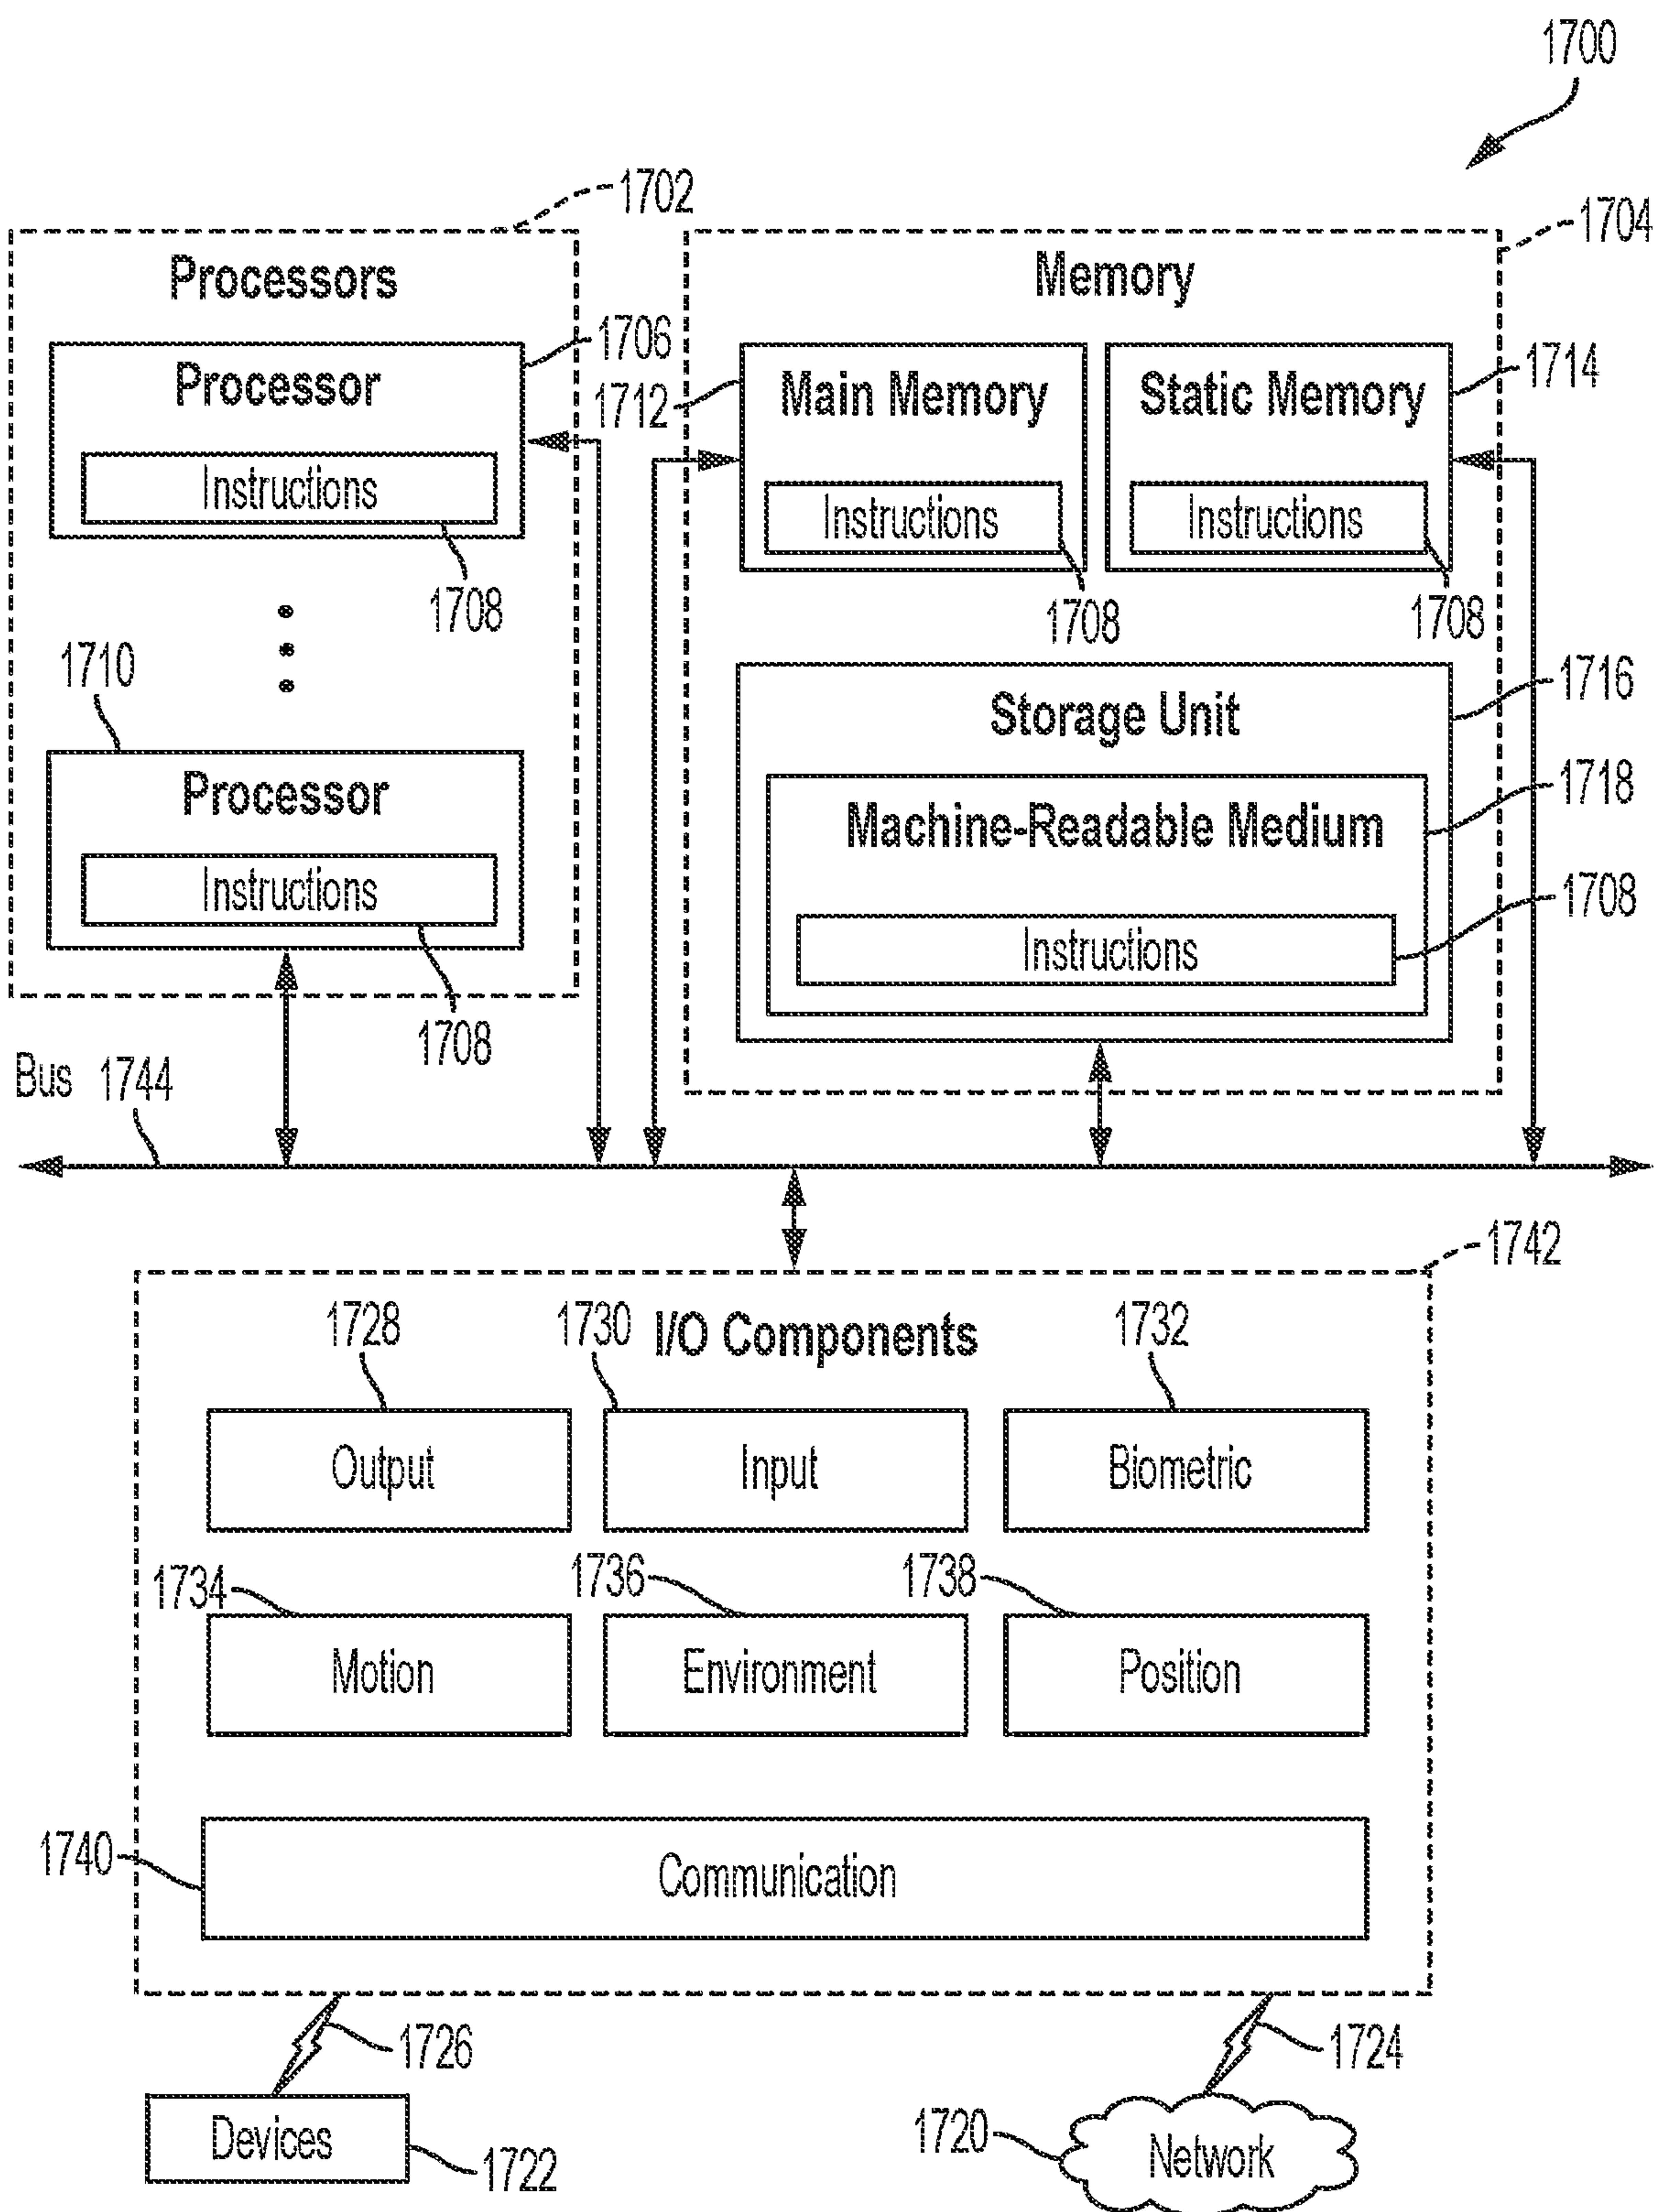 1700
1702
1704
Processors
Memory
1706
Processor
1712
Main Memory
Static Memory
1714
Instructions
Instructions
Instructions
1708
1708
1708
1710
Storage Unit
1716
Processor
Machine-Readable Medium
1718
Instructions
1708
Instructions
1708
Bus 1744
1742
I/O Components
1728
1730
1732
Output
Input
Biometric
1734
1736
1738
Motion
Environment
Position
1740
Communication
1726
1724
Devices
1722
1720
Network